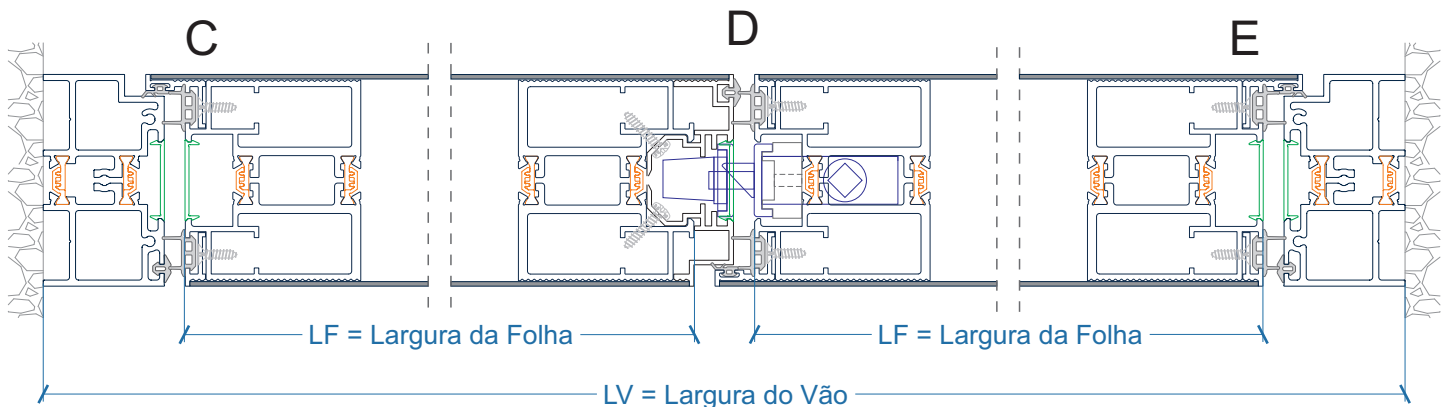 C
D
E
LF = Largura da Folha
LF = Largura da Folha
LV = Largura do Vão